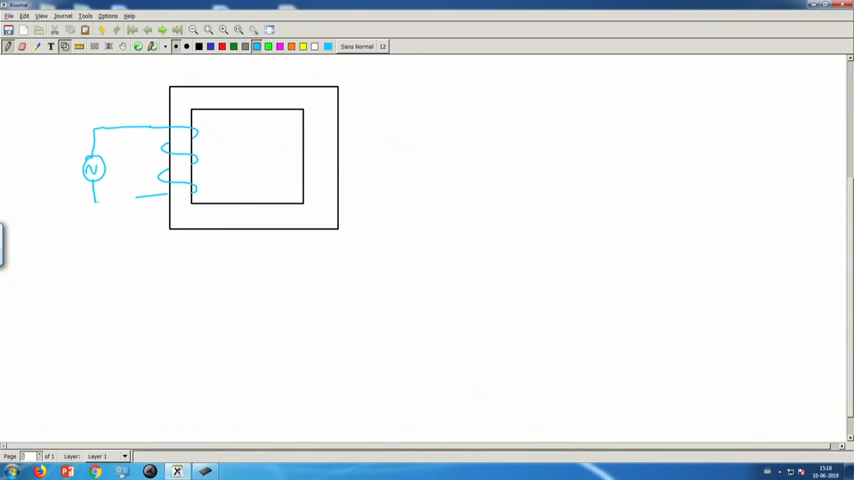 Xournal
File Edit View Journal Tools Options Help
T Sans Normal 12
N
Page 1 of 1 Layer: Layer 1
15:18
10-06-2019